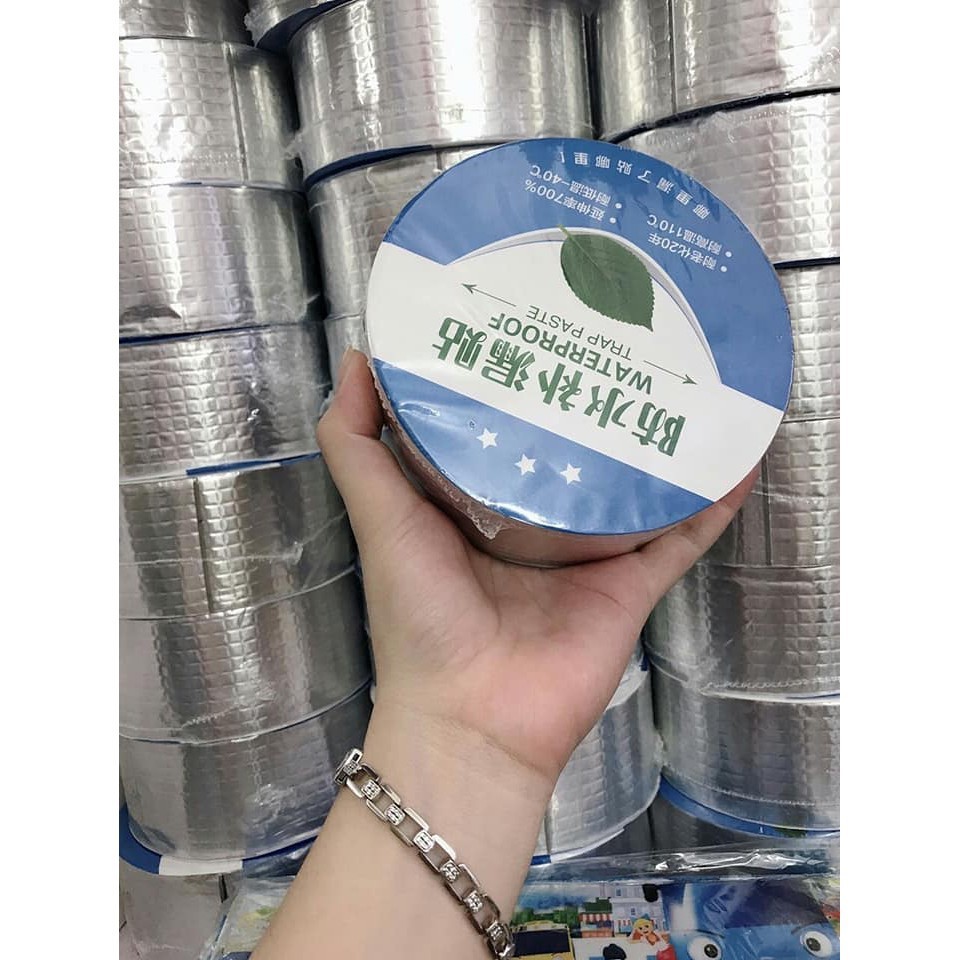 防水补漏贴
WATERPROOF
TRAP PASTE
• 耐老化20年
• 耐高温110℃
• 延伸率700%
• 耐低温-40℃
哪里漏了贴哪里！